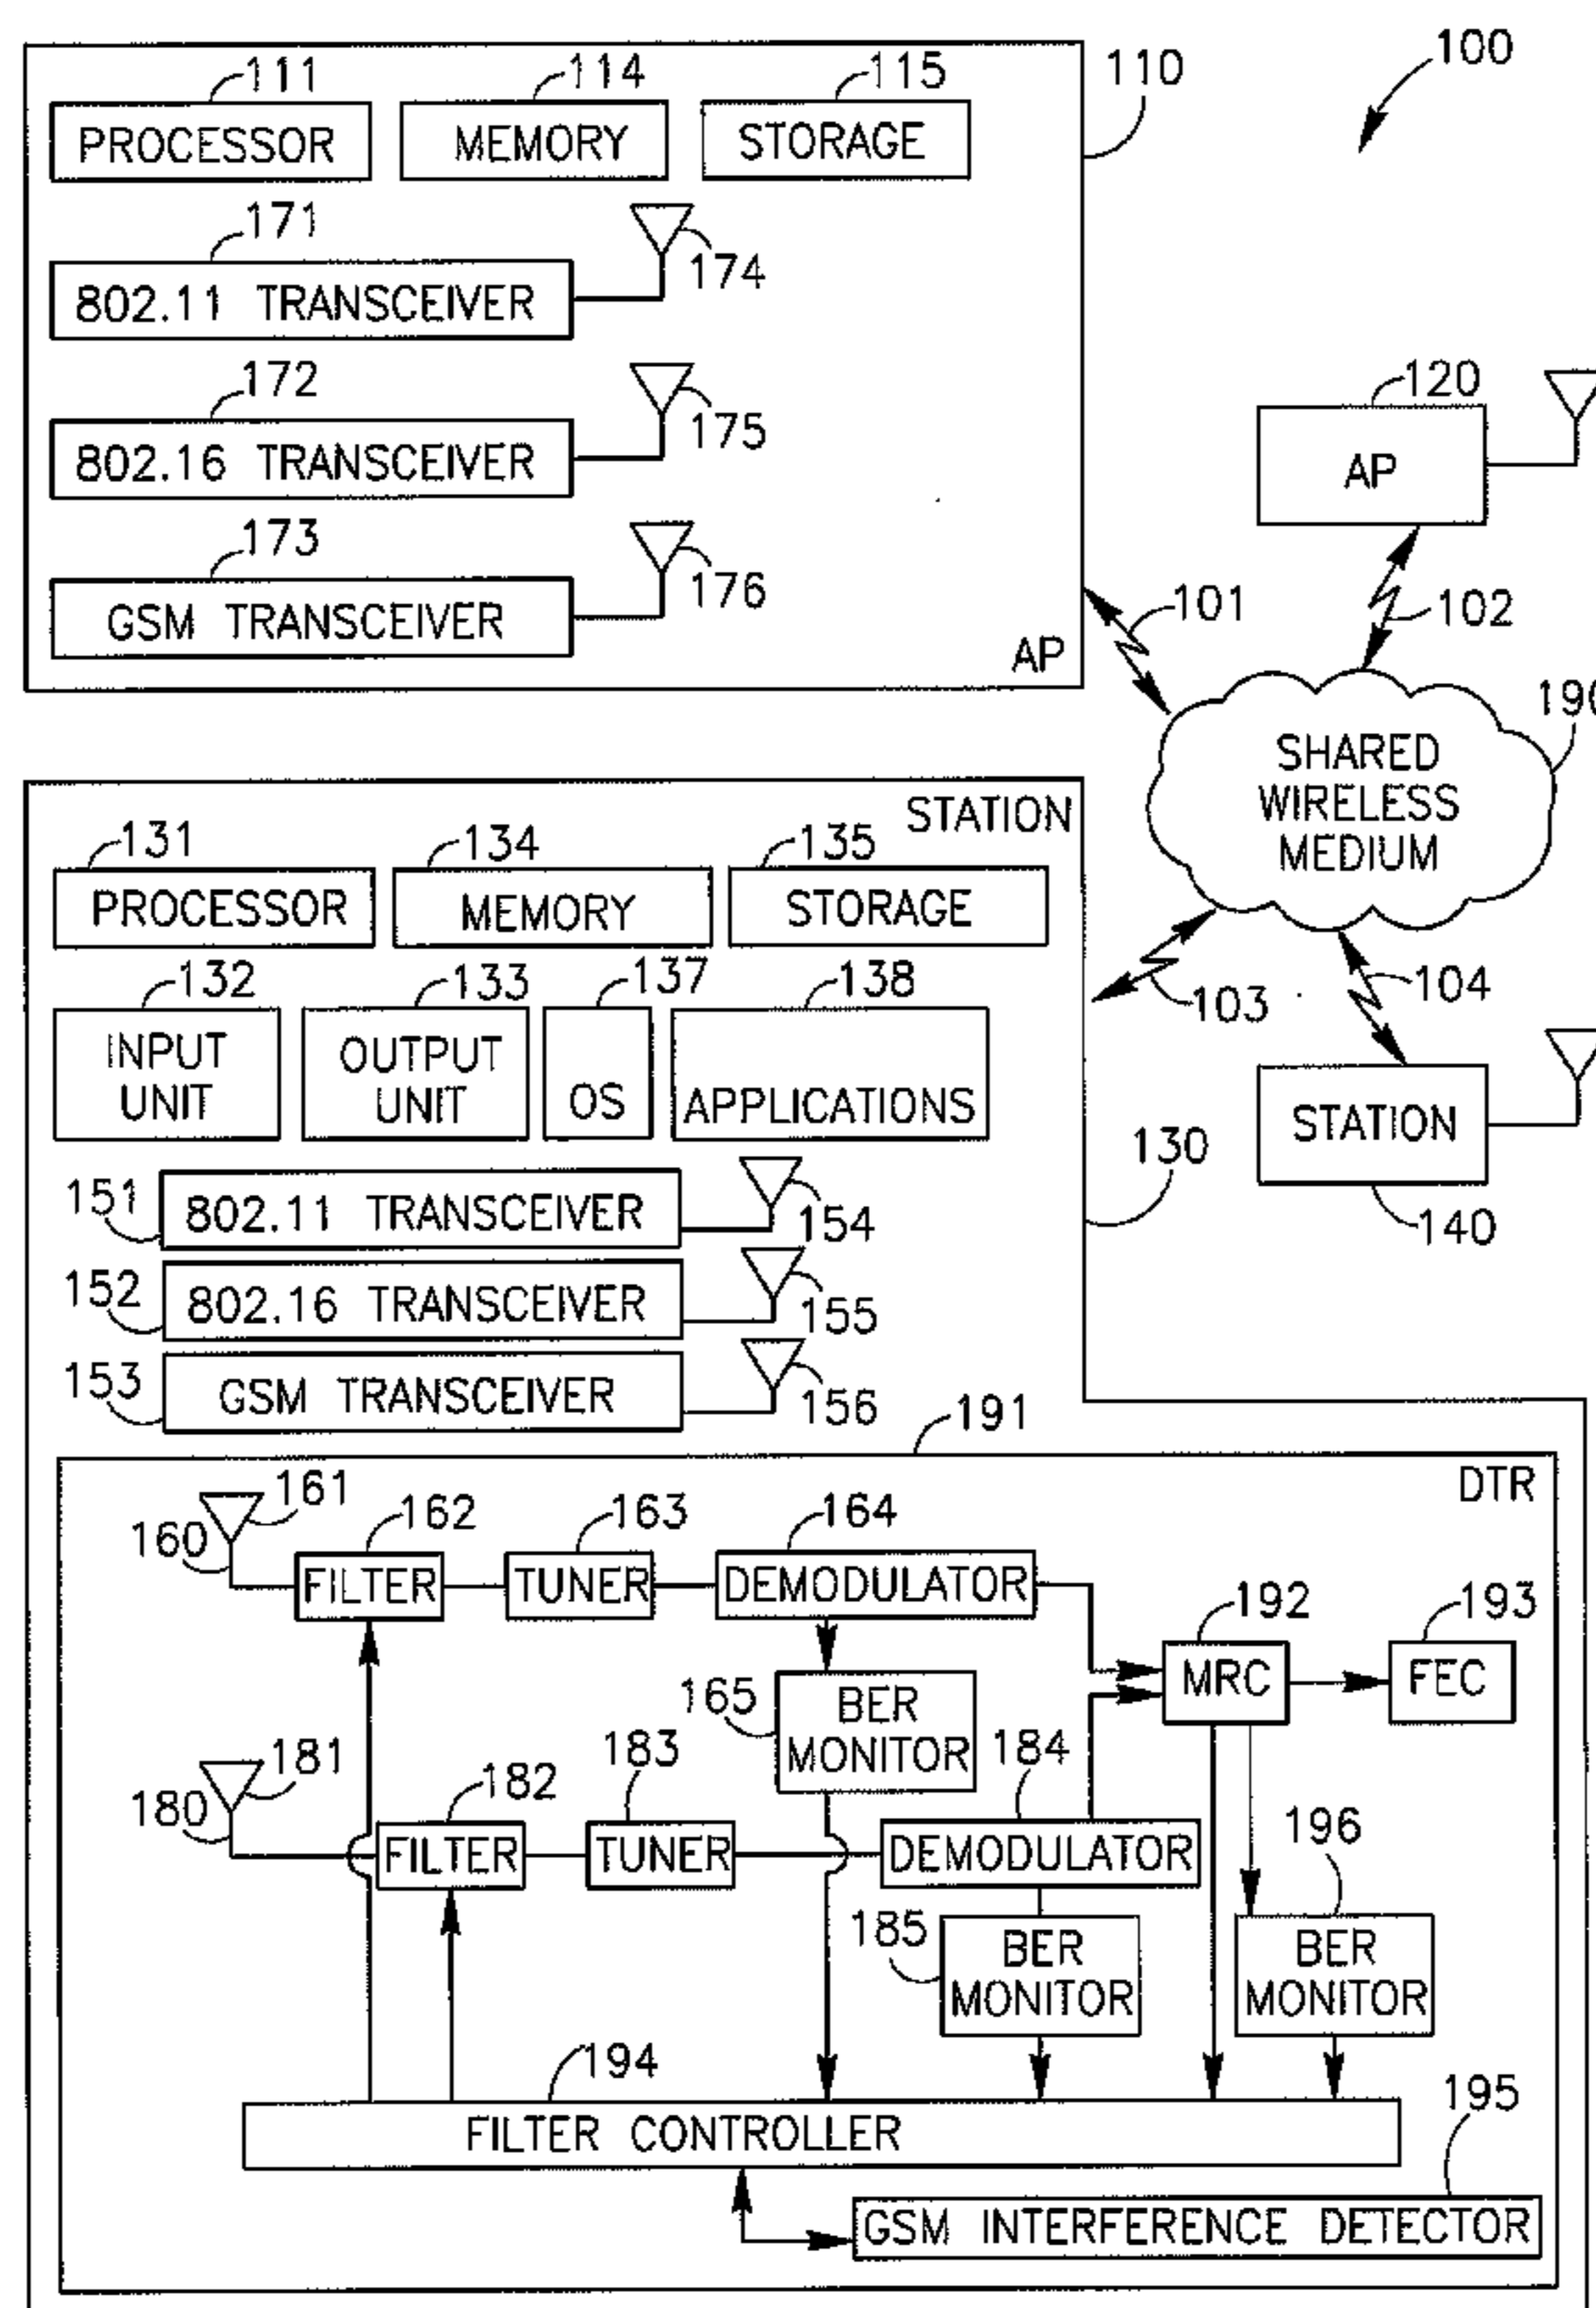 100
110
111
114
115
PROCESSOR
MEMORY
STORAGE
171
174
802.11 TRANSCEIVER
172
175
802.16 TRANSCEIVER
173
176
GSM TRANSCEIVER
AP
120
AP
101
102
SHARED
WIRELESS
MEDIUM
STATION
131
134
135
PROCESSOR
MEMORY
STORAGE
132
133
137
138
INPUT
UNIT
OUTPUT
UNIT
OS
APPLICATIONS
103
104
STATION
130
140
151
802.11 TRANSCEIVER
154
152
802.16 TRANSCEIVER
155
153
GSM TRANSCEIVER
156
191
DTR
161
160
162
FILTER
163
TUNER
164
DEMODULATOR
192
MRC
193
FEC
165
BER
MONITOR
181
180
182
FILTER
183
TUNER
184
DEMODULATOR
196
185
BER
MONITOR
BER
MONITOR
194
FILTER CONTROLLER
195
GSM INTERFERENCE DETECTOR